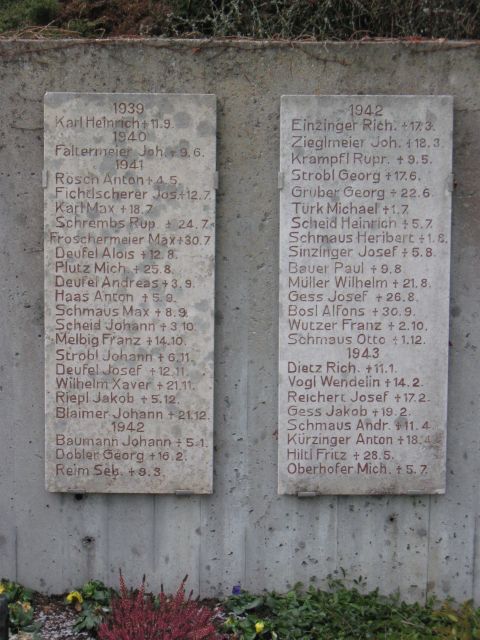 1939
Karl Heinrich + 11.9.
1940
Faltermeier Joh. + 9.6.
1941
Rösch Anton + 4.5.
Fichtlscherer Jos. + 12.7.
Karl Max + 18.7.
Schrembs Rup. + 24.7.
Froschermeier Max + 30.7.
Deufel Alois + 12.8.
Plutz Mich. + 25.8.
Deufel Andreas + 3.9.
Haas Anton + 5.9.
Schmaus Max + 8.9.
Scheid Johann + 3.10.
Melbig Franz + 14.10.
Strobl Johann + 6.11.
Deufel Josef + 12.11.
Wilhelm Xaver + 21.11.
Riepl Jakob + 5.12.
Blaimer Johann + 21.12.
1942
Baumann Johann + 5.1.
Dobler Georg + 16.2.
Reim Seb. + 9.3.
1942
Einzinger Rich. + 17.3.
Zieglmeier Joh. + 18.3.
Krampfl Rupr. + 9.5.
Strobl Georg + 17.6.
Gruber Georg + 22.6.
Türk Michael + 1.7.
Scheid Heinrich + 5.7.
Schmaus Heribert + 1.8.
Sinzinger Josef + 5.8.
Bauer Paul + 9.8.
Müller Wilhelm + 21.8.
Gess Josef + 26.8.
Bosl Alfons + 30.9.
Wutzer Franz + 2.10.
Schmaus Otto + 1.12.
1943
Dietz Rich. + 11.1.
Vogl Wendelin + 14.2.
Reichert Josef + 17.2.
Gess Jakob + 19.2.
Schmaus Andr. + 11.4.
Kürzinger Anton + 18.4.
Hiltl Fritz + 28.5.
Oberhofer Mich. + 5.7.